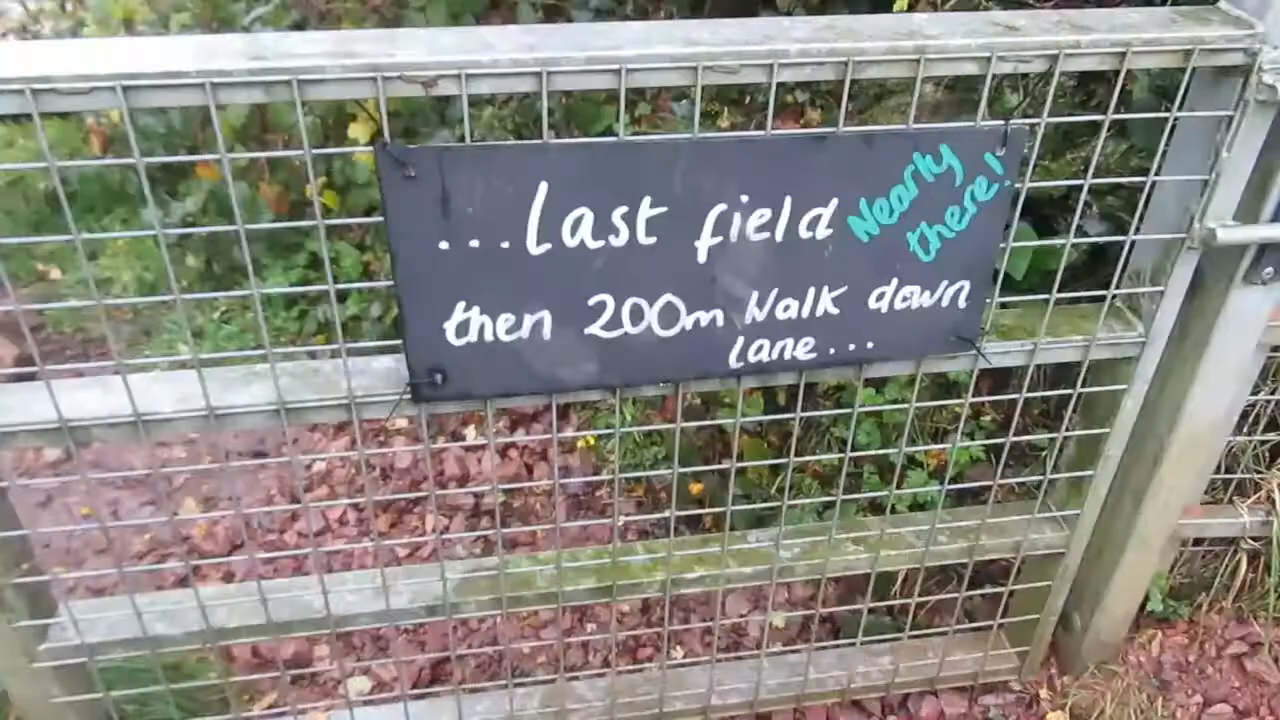 ...Last field
Nearly
there!
then 200m Walk down
Lane...